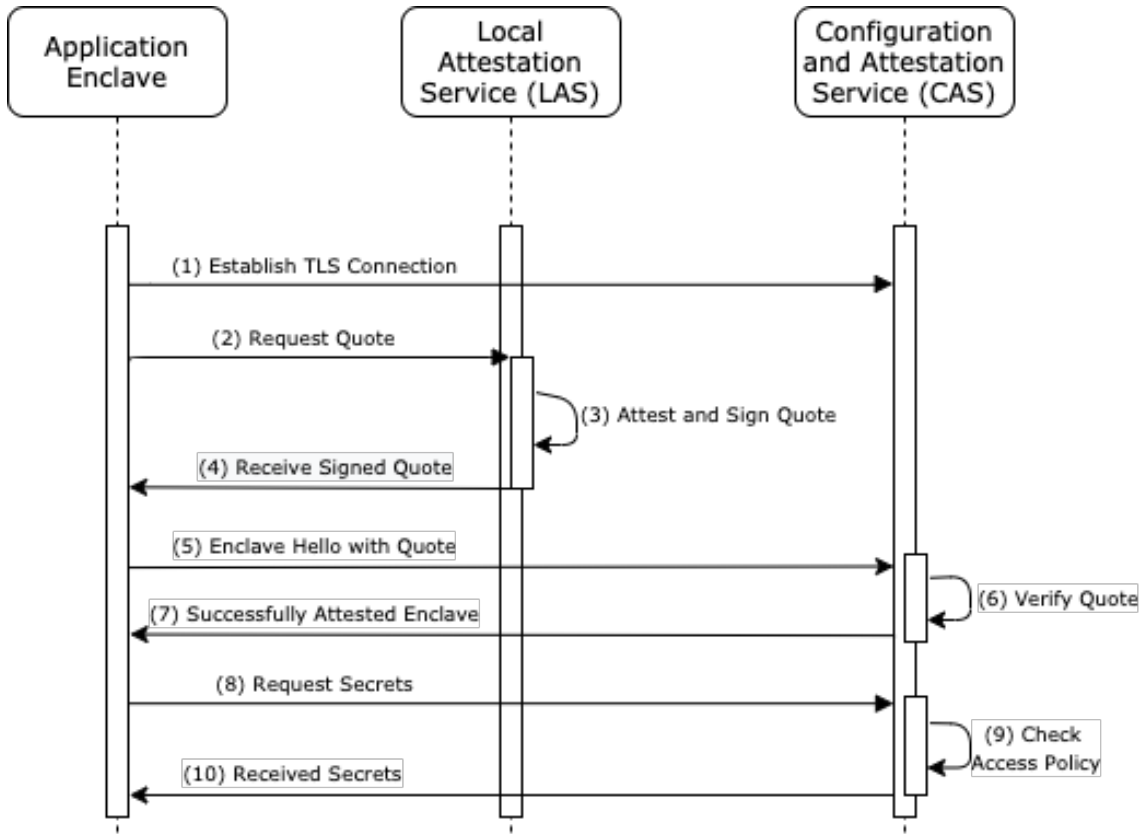 Application
Enclave
Local
Attestation
Service (LAS)
Configuration
and Attestation
Service (CAS)
(1) Establish TLS Connection
(2) Request Quote
(3) Attest and Sign Quote
(4) Receive Signed Quote
(5) Enclave Hello with Quote
(6) Verify Quote
(7) Successfully Attested Enclave
(8) Request Secrets
(9) Check
Access Policy
(10) Received Secrets